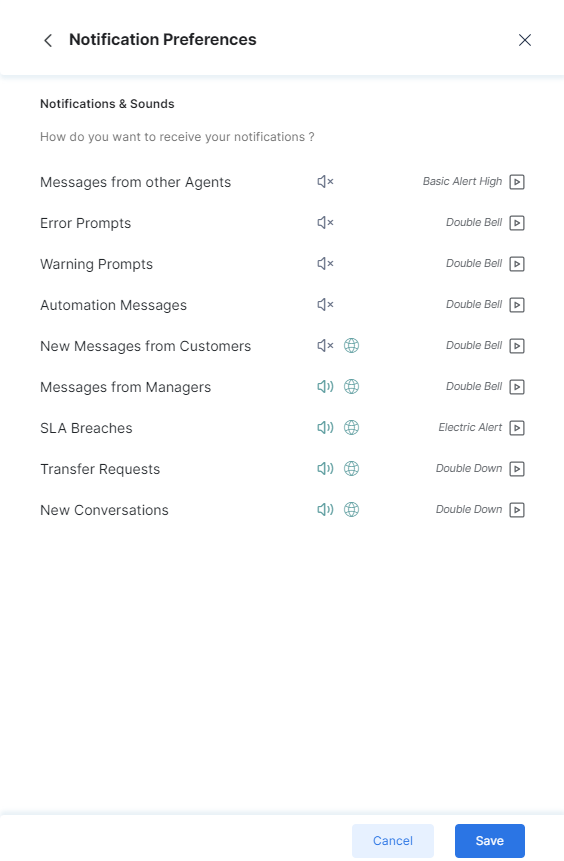 Notification Preferences
Notifications & Sounds
How do you want to receive your notifications ?
Messages from other Agents Basic Alert High
Error Prompts Double Bell
Warning Prompts Double Bell
Automation Messages Double Bell
New Messages from Customers Double Bell
Messages from Managers Double Bell
SLA Breaches Electric Alert
Transfer Requests Double Down
New Conversations Double Down
Cancel Save